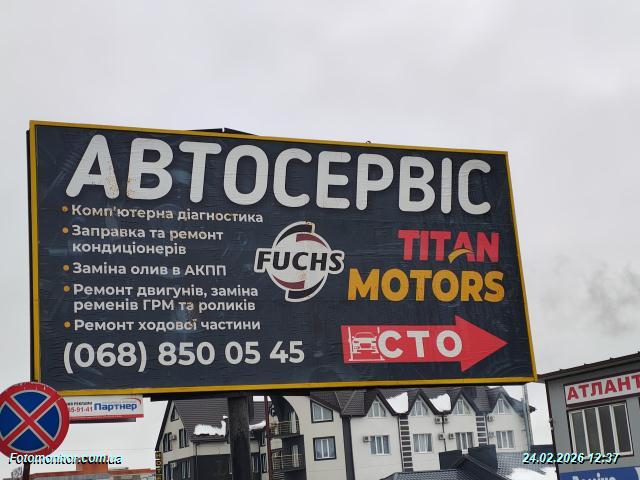 АВТОСЕРВІС
• Комп'ютерна діагностика
• Заправка та ремонт
кондиціонерів
• Заміна олив в АКПП
• Ремонт двигунів, заміна
ременів ГРМ та роликів
• Ремонт ходової частини
(068) 850 05 45
FUCHS
TITAN
MOTORS
СТО
Партнер
АТЛАНТ
Fotomonitor.com.ua
24.02.2026 12:37